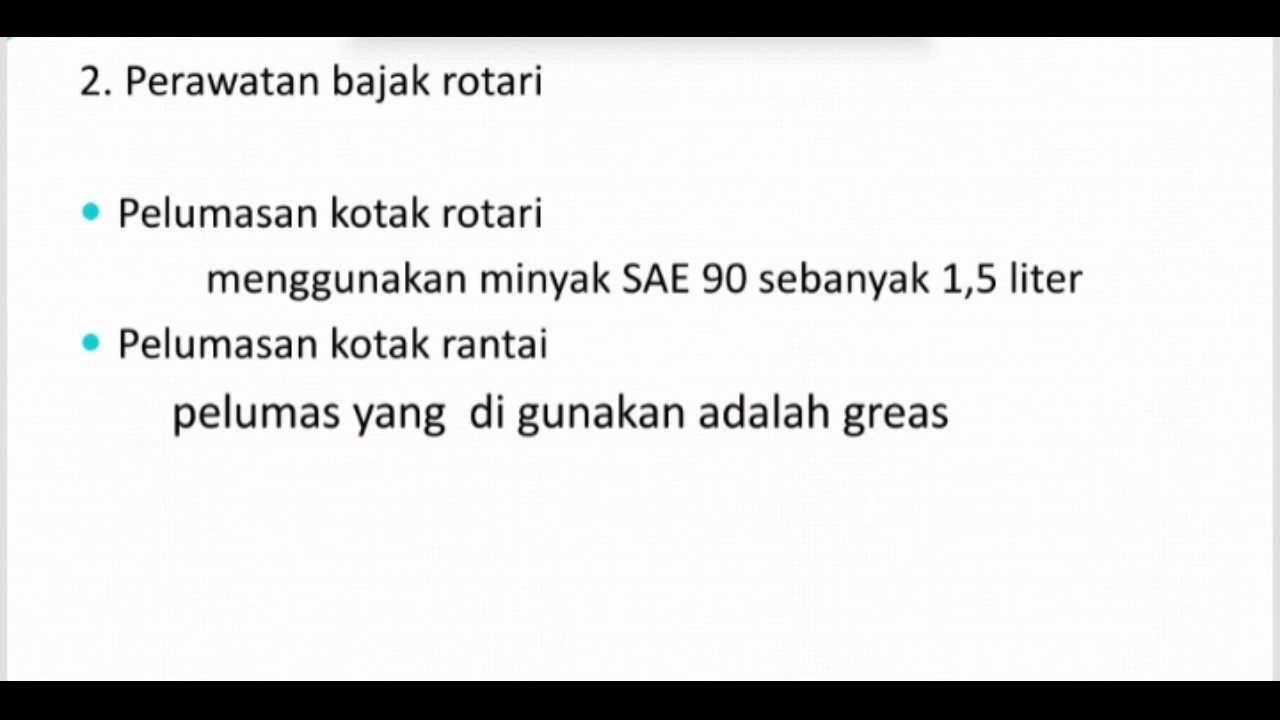 2. Perawatan bajak rotari
• Pelumasan kotak rotari
menggunakan minyak SAE 90 sebanyak 1,5 liter
• Pelumasan kotak rantai
pelumas yang  di gunakan adalah greas